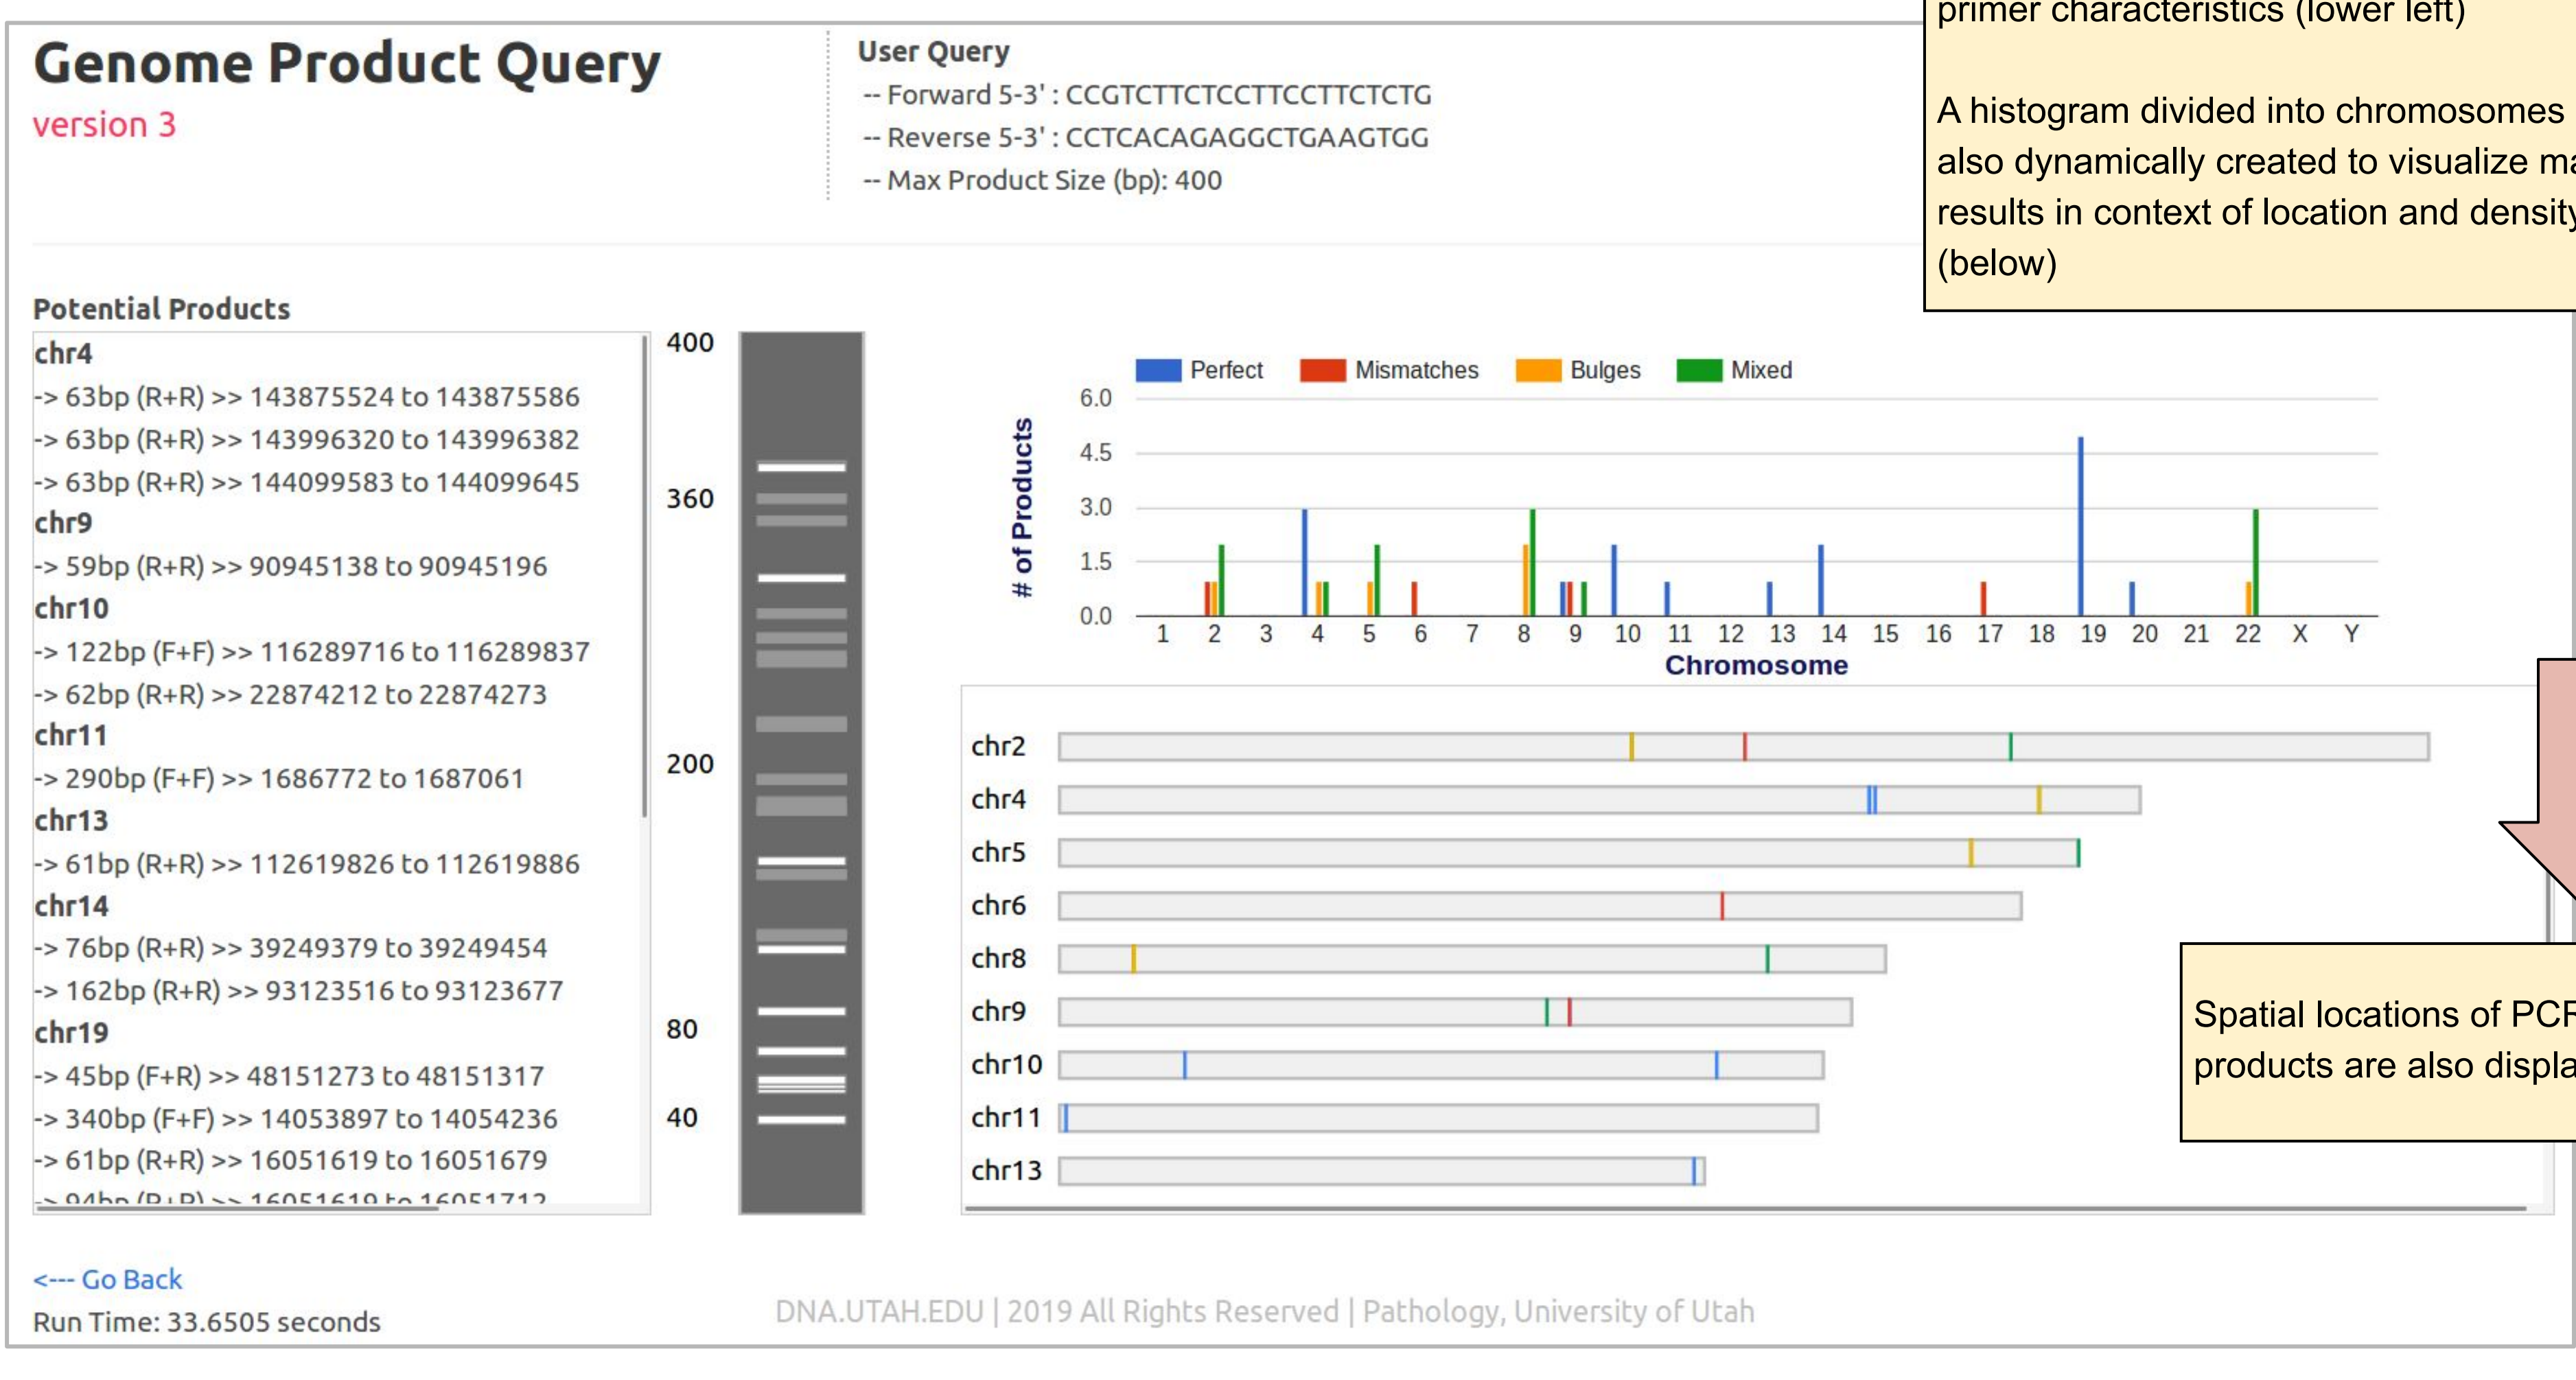 primer characteristics (lower left)
A histogram divided into chromosomes
also dynamically created to visualize
results in context of location and density
(below)
Genome Product Query
version 3
User Query
-- Forward 5-3' : CCGTCTTCTCCTTCCTTCTCTG
-- Reverse 5-3' : CCTCACAGAGGCTGAAGTGG
-- Max Product Size (bp): 400
Potential Products
chr4
-> 63bp (R+R) >> 143875524 to 143875586
-> 63bp (R+R) >> 143996320 to 143996382
-> 63bp (R+R) >> 144099583 to 144099645
chr9
-> 59bp (R+R) >> 90945138 to 90945196
chr10
-> 122bp (F+F) >> 116289716 to 116289837
-> 62bp (R+R) >> 22874212 to 22874273
chr11
-> 290bp (F+F) >> 1686772 to 1687061
chr13
-> 61bp (R+R) >> 112619826 to 112619886
chr14
-> 76bp (R+R) >> 39249379 to 39249454
-> 162bp (R+R) >> 93123516 to 93123677
chr19
-> 45bp (F+R) >> 48151273 to 48151317
-> 340bp (F+F) >> 14053897 to 14054236
-> 61bp (R+R) >> 16051619 to 16051679
-> 94bp (R+R) >> 16051619 to 16051712
400
360
200
80
40
Perfect Mismatches Bulges Mixed
# of Products
6.0
4.5
3.0
1.5
0.0
1 2 3 4 5 6 7 8 9 10 11 12 13 14 15 16 17 18 19 20 21 22 X Y
Chromosome
chr2
chr4
chr5
chr6
chr8
chr9
chr10
chr11
chr13
Spatial locations of PCR
products are also
<--- Go Back
Run Time: 33.6505 seconds
DNA.UTAH.EDU | 2019 All Rights Reserved | Pathology, University of Utah